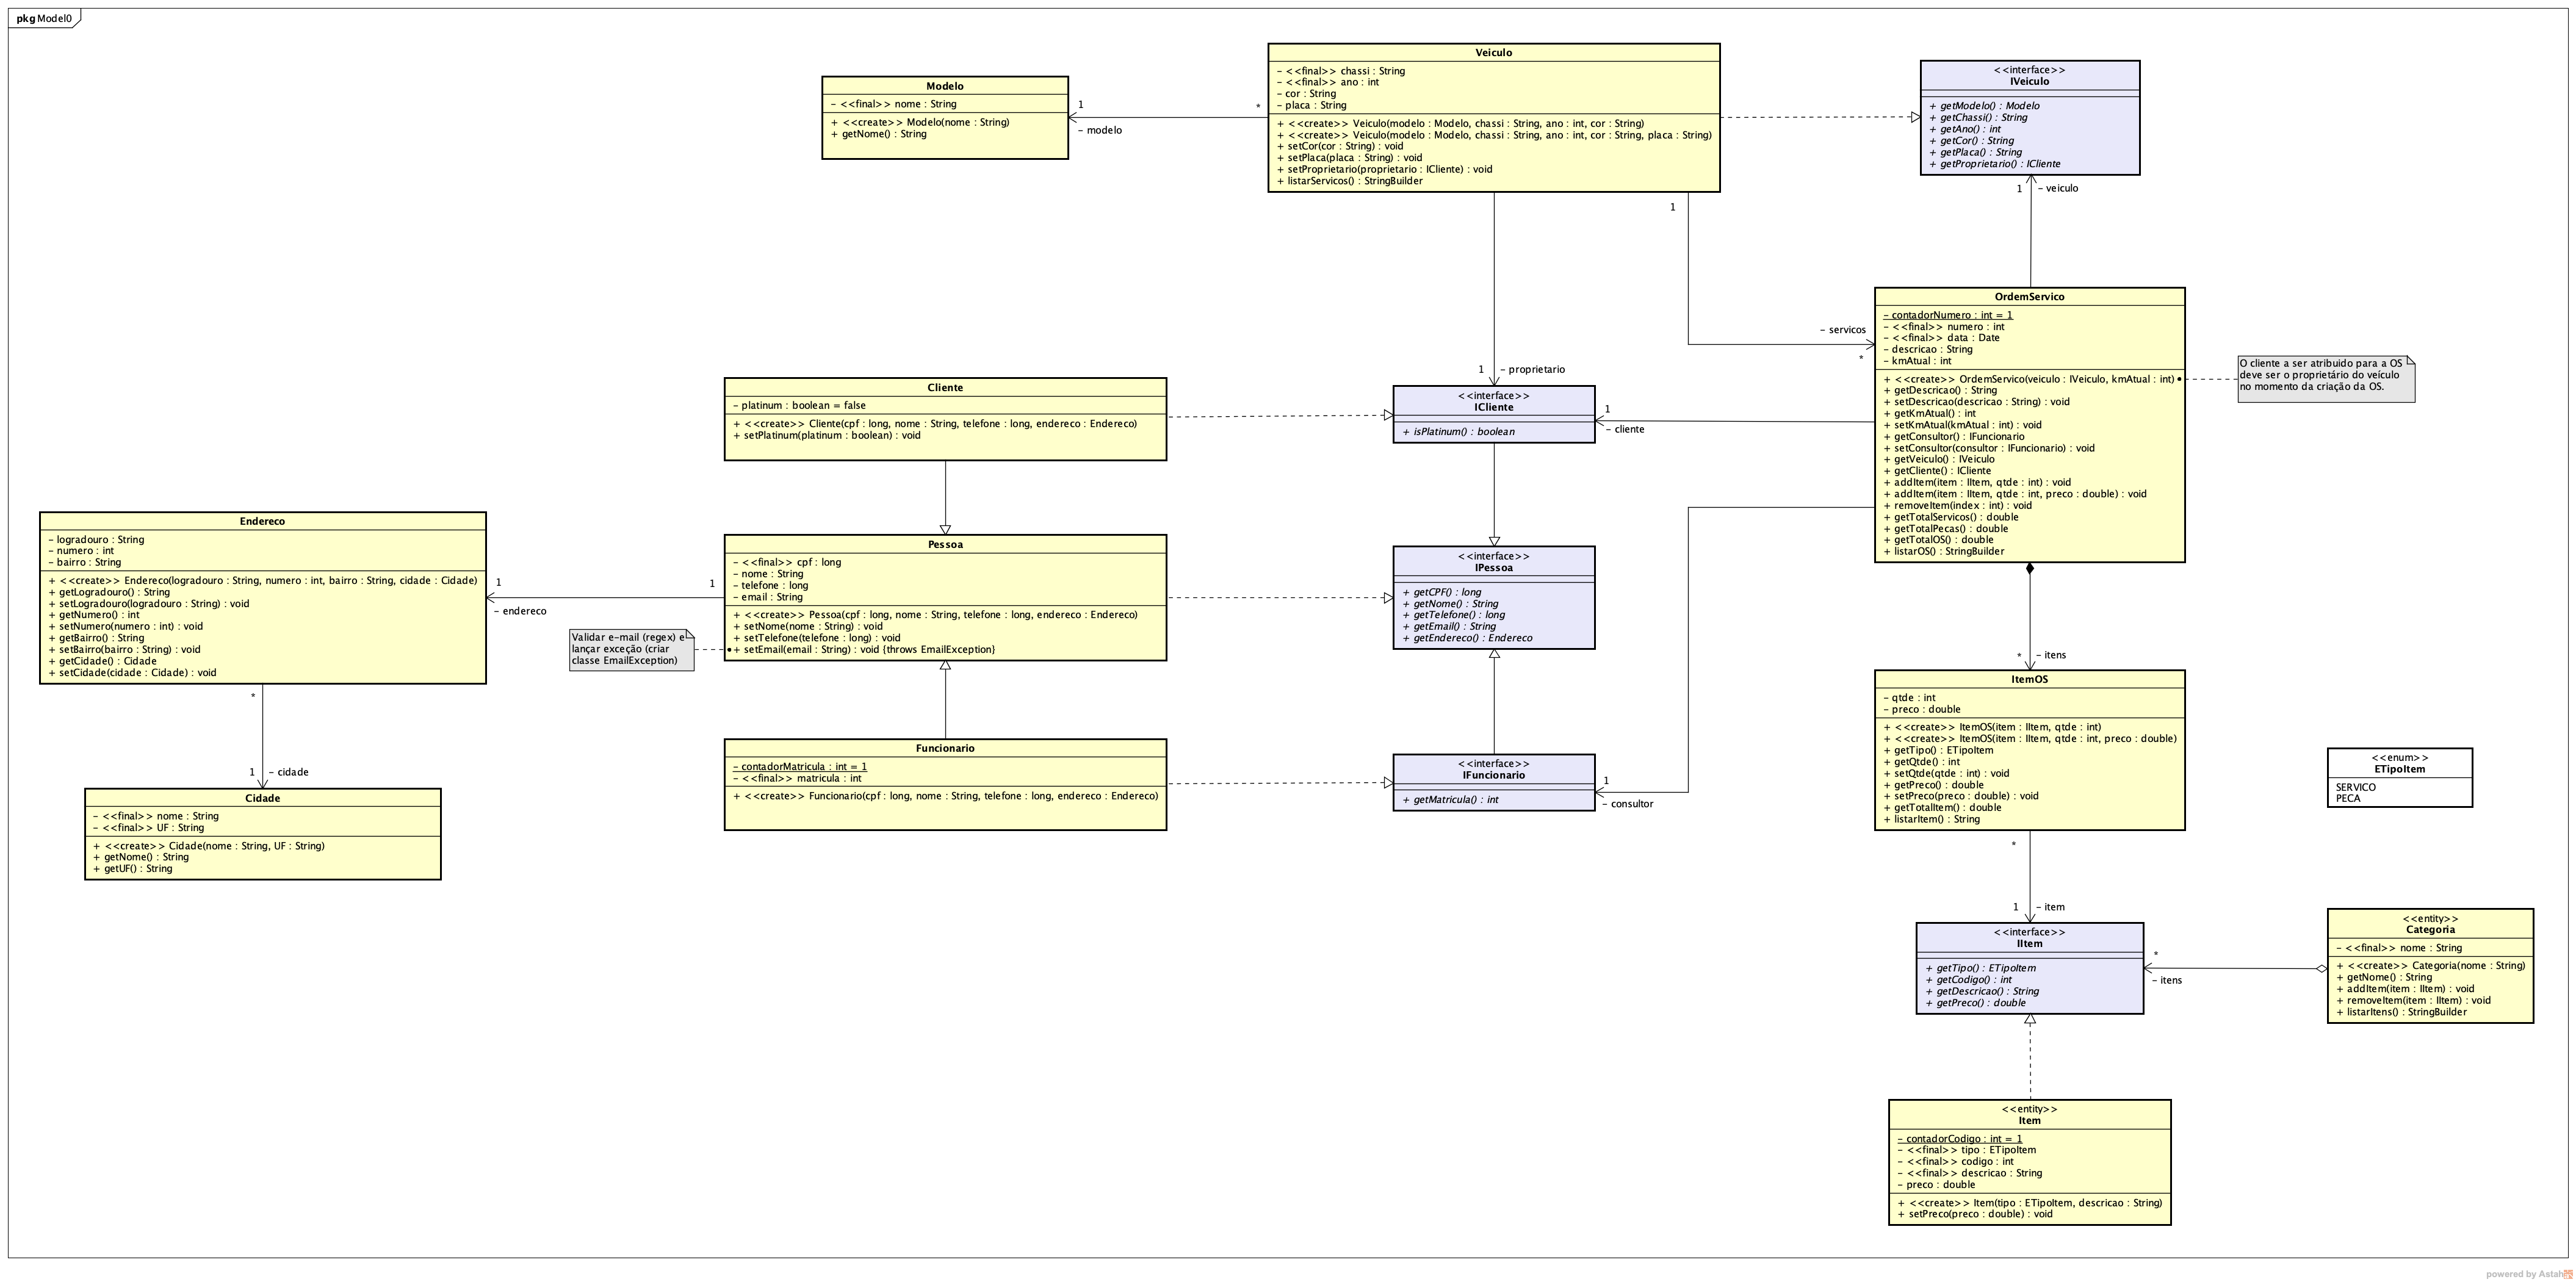 pkg Model0
Veiculo
– <<final>> chassi : String
– <<final>> ano : int
– cor : String
– placa : String
+ <<create>> Veiculo(modelo : Modelo, chassi : String, ano : int, cor : String)
+ <<create>> Veiculo(modelo : Modelo, chassi : String, ano : int, cor : String, placa : String)
+ setCor(cor : String) : void
+ setPlaca(placa : String) : void
+ setProprietario(proprietario : ICliente) : void
+ listarServicos() : StringBuilder
Modelo
– <<final>> nome : String
+ <<create>> Modelo(nome : String)
+ getNome() : String
1
– modelo
*
<<interface>>
IVeiculo
+ getModelo() : Modelo
+ getChassi() : String
+ getAno() : int
+ getCor() : String
+ getPlaca() : String
+ getProprietario() : ICliente
1
– veiculo
1
– servicos
*
1
– proprietario
OrdemServico
– contadorNumero : int = 1
– <<final>> numero : int
– <<final>> data : Date
– descricao : String
– kmAtual : int
+ <<create>> OrdemServico(veiculo : IVeiculo, kmAtual : int)
+ getDescricao() : String
+ setDescricao(descricao : String) : void
+ getKmAtual() : int
+ setKmAtual(kmAtual : int) : void
+ getConsultor() : IFuncionario
+ setConsultor(consultor : IFuncionario) : void
+ getVeiculo() : IVeiculo
+ getCliente() : ICliente
+ addItem(item : IItem, qtde : int) : void
+ addItem(item : IItem, qtde : int, preco : double) : void
+ removeItem(index : int) : void
+ getTotalServicos() : double
+ getTotalPecas() : double
+ getTotalOS() : double
+ listarOS() : StringBuilder
O cliente a ser atribuido para a OS
deve ser o proprietário do veículo
no momento da criação da OS.
Cliente
– platinum : boolean = false
+ <<create>> Cliente(cpf : long, nome : String, telefone : long, endereco : Endereco)
+ setPlatinum(platinum : boolean) : void
<<interface>>
ICliente
+ isPlatinum() : boolean
1
– cliente
Endereco
– logradouro : String
– numero : int
– bairro : String
+ <<create>> Endereco(logradouro : String, numero : int, bairro : String, cidade : Cidade)
+ getLogradouro() : String
+ setLogradouro(logradouro : String) : void
+ getNumero() : int
+ setNumero(numero : int) : void
+ getBairro() : String
+ setBairro(bairro : String) : void
+ getCidade() : Cidade
+ setCidade(cidade : Cidade) : void
1
– endereco
1
Pessoa
– <<final>> cpf : long
– nome : String
– telefone : long
– email : String
+ <<create>> Pessoa(cpf : long, nome : String, telefone : long, endereco : Endereco)
+ setNome(nome : String) : void
+ setTelefone(telefone : long) : void
+ setEmail(email : String) : void {throws EmailException}
Validar e-mail (regex) e
lançar exceção (criar
classe EmailException)
<<interface>>
IPessoa
+ getCPF() : long
+ getNome() : String
+ getTelefone() : long
+ getEmail() : String
+ getEndereco() : Endereco
*
– itens
ItemOS
– qtde : int
– preco : double
+ <<create>> ItemOS(item : IItem, qtde : int)
+ <<create>> ItemOS(item : IItem, qtde : int, preco : double)
+ getTipo() : ETipoItem
+ getQtde() : int
+ setQtde(qtde : int) : void
+ getPreco() : double
+ setPreco(preco : double) : void
+ getTotalItem() : double
+ listarItem() : String
*
1
– cidade
Cidade
– <<final>> nome : String
– <<final>> UF : String
+ <<create>> Cidade(nome : String, UF : String)
+ getNome() : String
+ getUF() : String
Funcionario
– contadorMatricula : int = 1
– <<final>> matricula : int
+ <<create>> Funcionario(cpf : long, nome : String, telefone : long, endereco : Endereco)
<<interface>>
IFuncionario
+ getMatricula() : int
1
– consultor
<<enum>>
ETipoItem
SERVICO
PECA
*
1
– item
<<interface>>
IItem
+ getTipo() : ETipoItem
+ getCodigo() : int
+ getDescricao() : String
+ getPreco() : double
*
– itens
<<entity>>
Categoria
– <<final>> nome : String
+ <<create>> Categoria(nome : String)
+ getNome() : String
+ addItem(item : IItem) : void
+ removeItem(item : IItem) : void
+ listarItens() : StringBuilder
<<entity>>
Item
– contadorCodigo : int = 1
– <<final>> tipo : ETipoItem
– <<final>> codigo : int
– <<final>> descricao : String
– preco : double
+ <<create>> Item(tipo : ETipoItem, descricao : String)
+ setPreco(preco : double) : void
powered by Astah